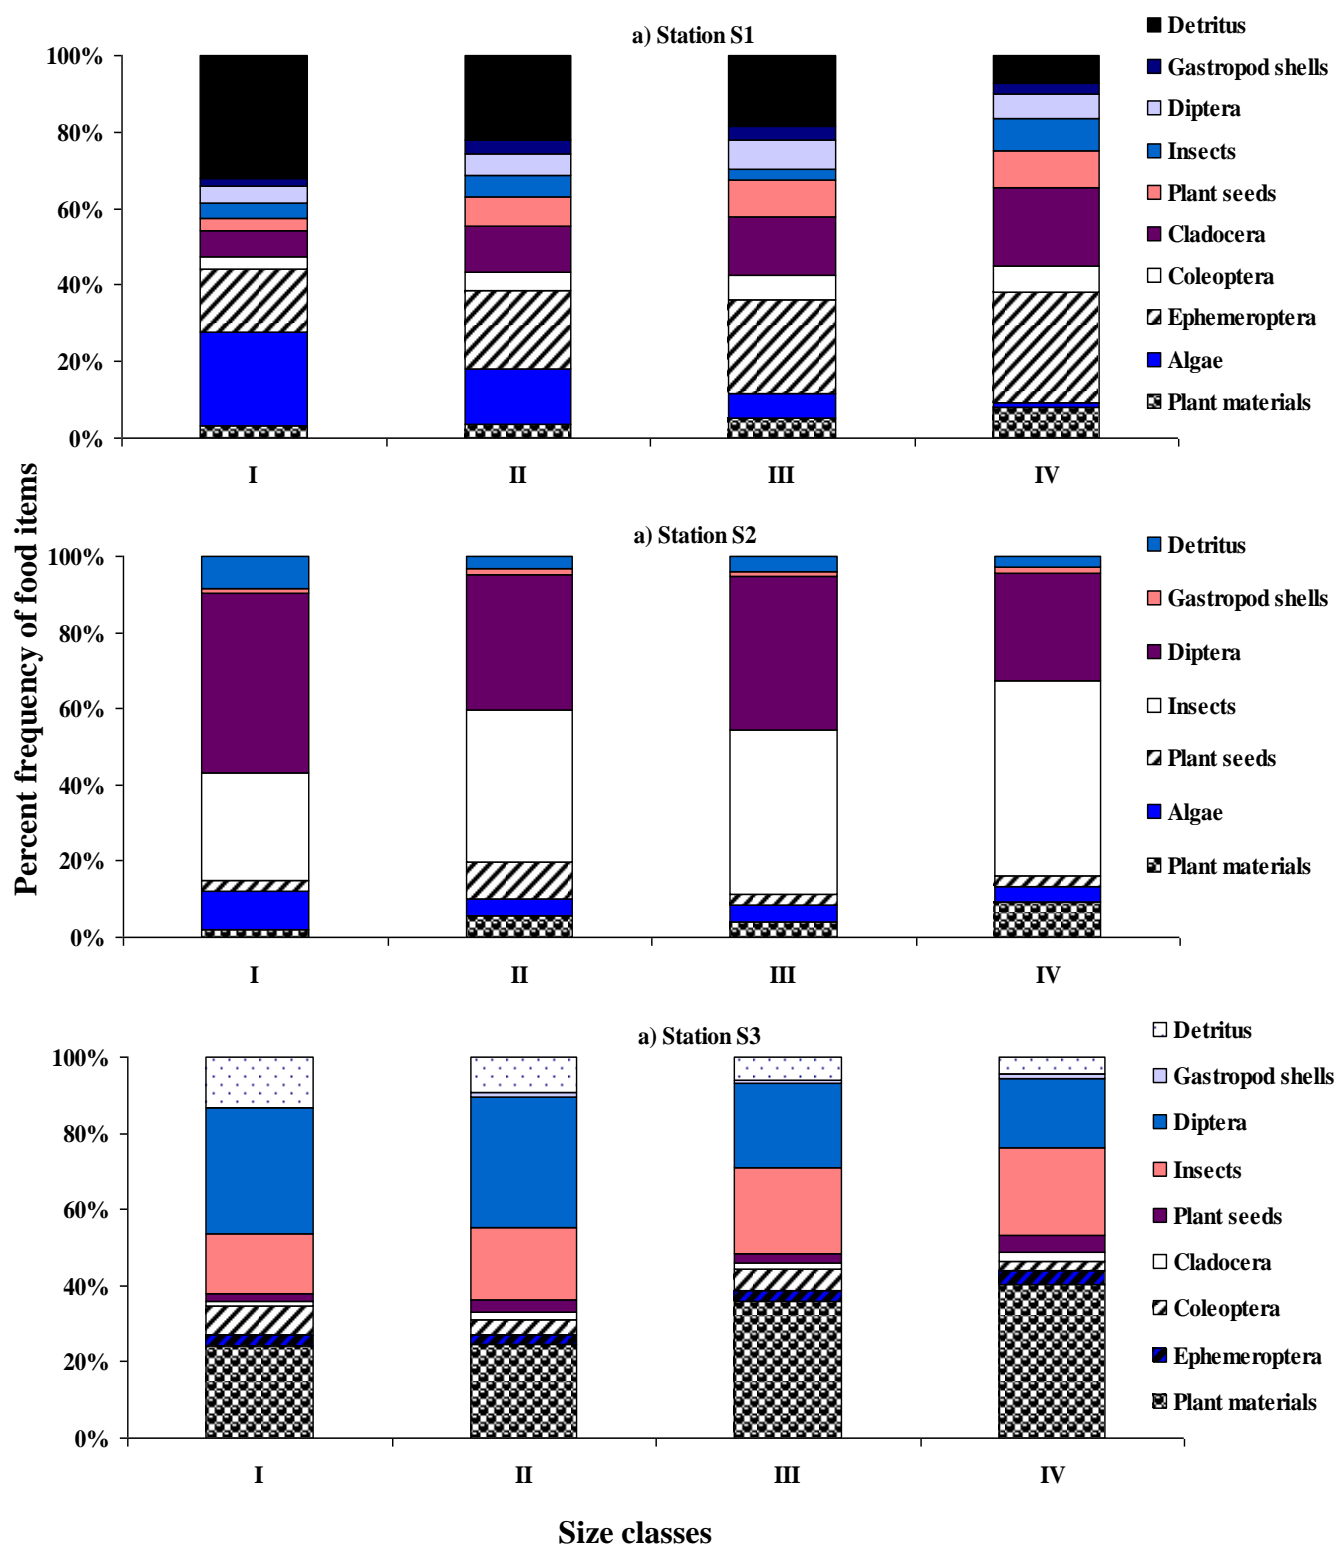 a) Station S1
100%
80%
60%
40%
20%
0%
I II III IV
Detritus
Gastropod shells
Diptera
Insects
Plant seeds
Cladocera
Coleoptera
Ephemeroptera
Algae
Plant materials
Percent frequency of food items
a) Station S2
100%
80%
60%
40%
20%
0%
I II III IV
Detritus
Gastropod shells
Diptera
Insects
Plant seeds
Algae
Plant materials
a) Station S3
100%
80%
60%
40%
20%
0%
I II III IV
Detritus
Gastropod shells
Diptera
Insects
Plant seeds
Cladocera
Coleoptera
Ephemeroptera
Plant materials
Size classes